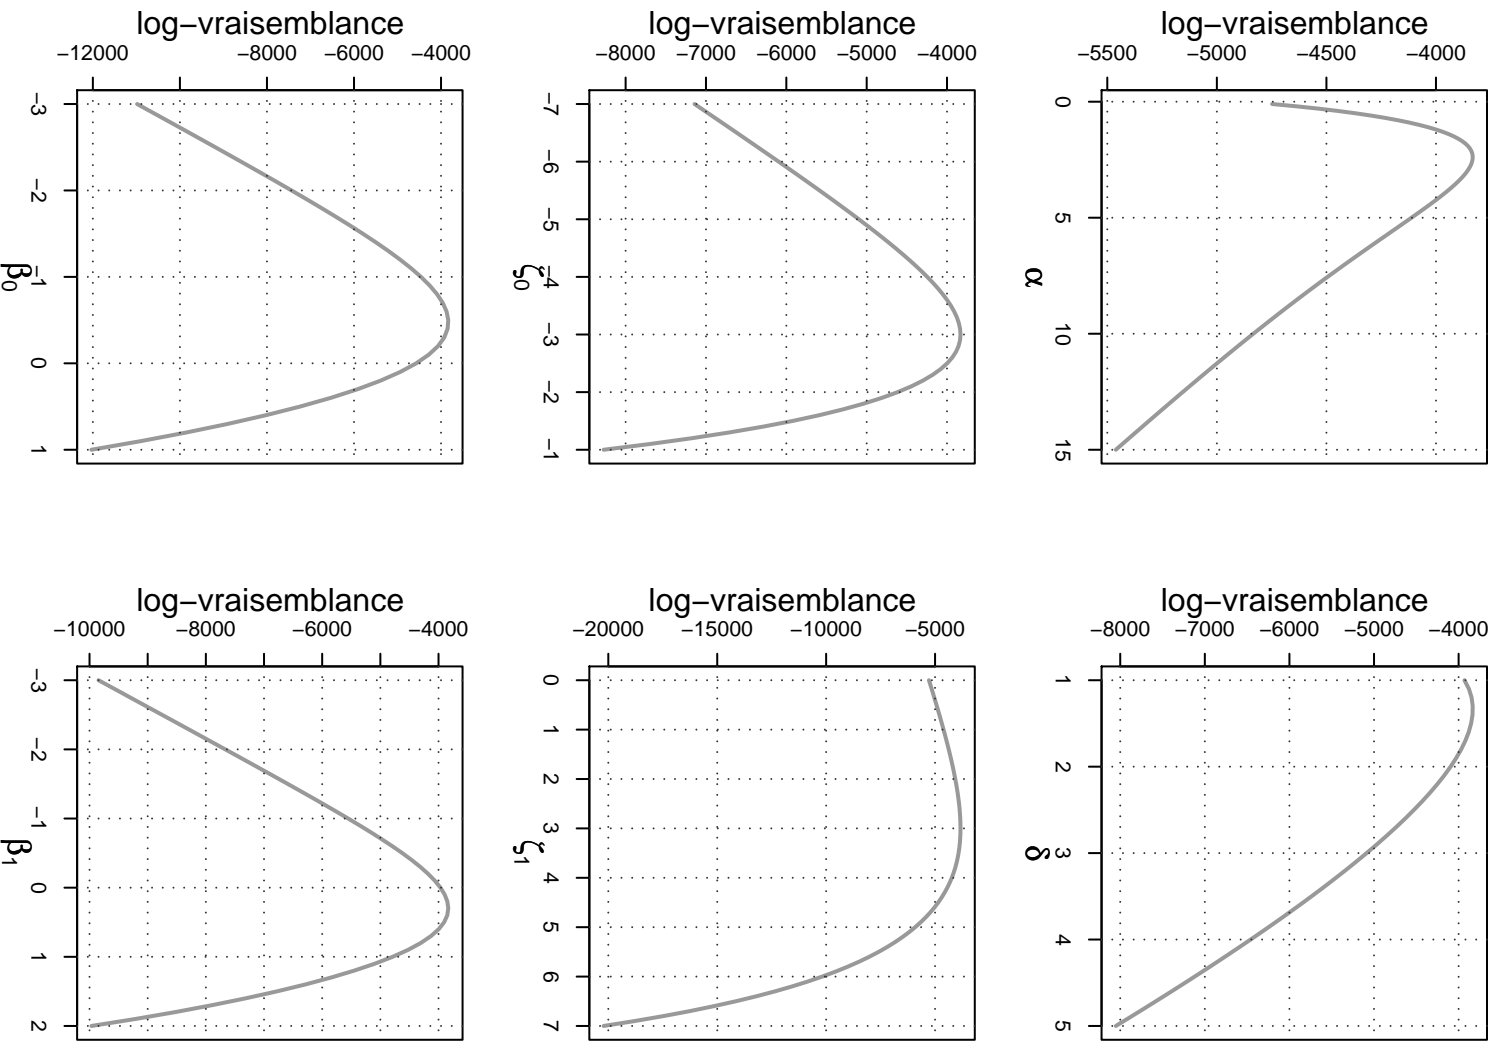 log−vraisemblance
−12000 −8000 −6000 −4000
−3 −2 −1 0 1
β0
log−vraisemblance
−8000 −7000 −6000 −5000 −4000
−7 −6 −5 −4 −3 −2 −1
ζ0
log−vraisemblance
−5500 −5000 −4500 −4000
0 5 10 15
α
log−vraisemblance
−10000 −8000 −6000 −4000
−3 −2 −1 0 1 2
β1
log−vraisemblance
−20000 −15000 −10000 −5000
0 1 2 3 4 5 6 7
ζ1
log−vraisemblance
−8000 −7000 −6000 −5000 −4000
1 2 3 4 5
δ